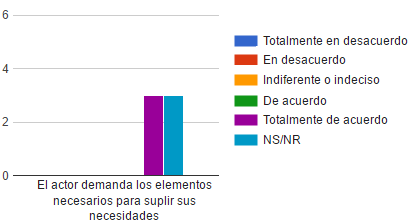 6
4
2
0
El actor demanda los elementos
necesarios para suplir sus
necesidades
Totalmente en desacuerdo
En desacuerdo
Indiferente o indeciso
De acuerdo
Totalmente de acuerdo
NS/NR